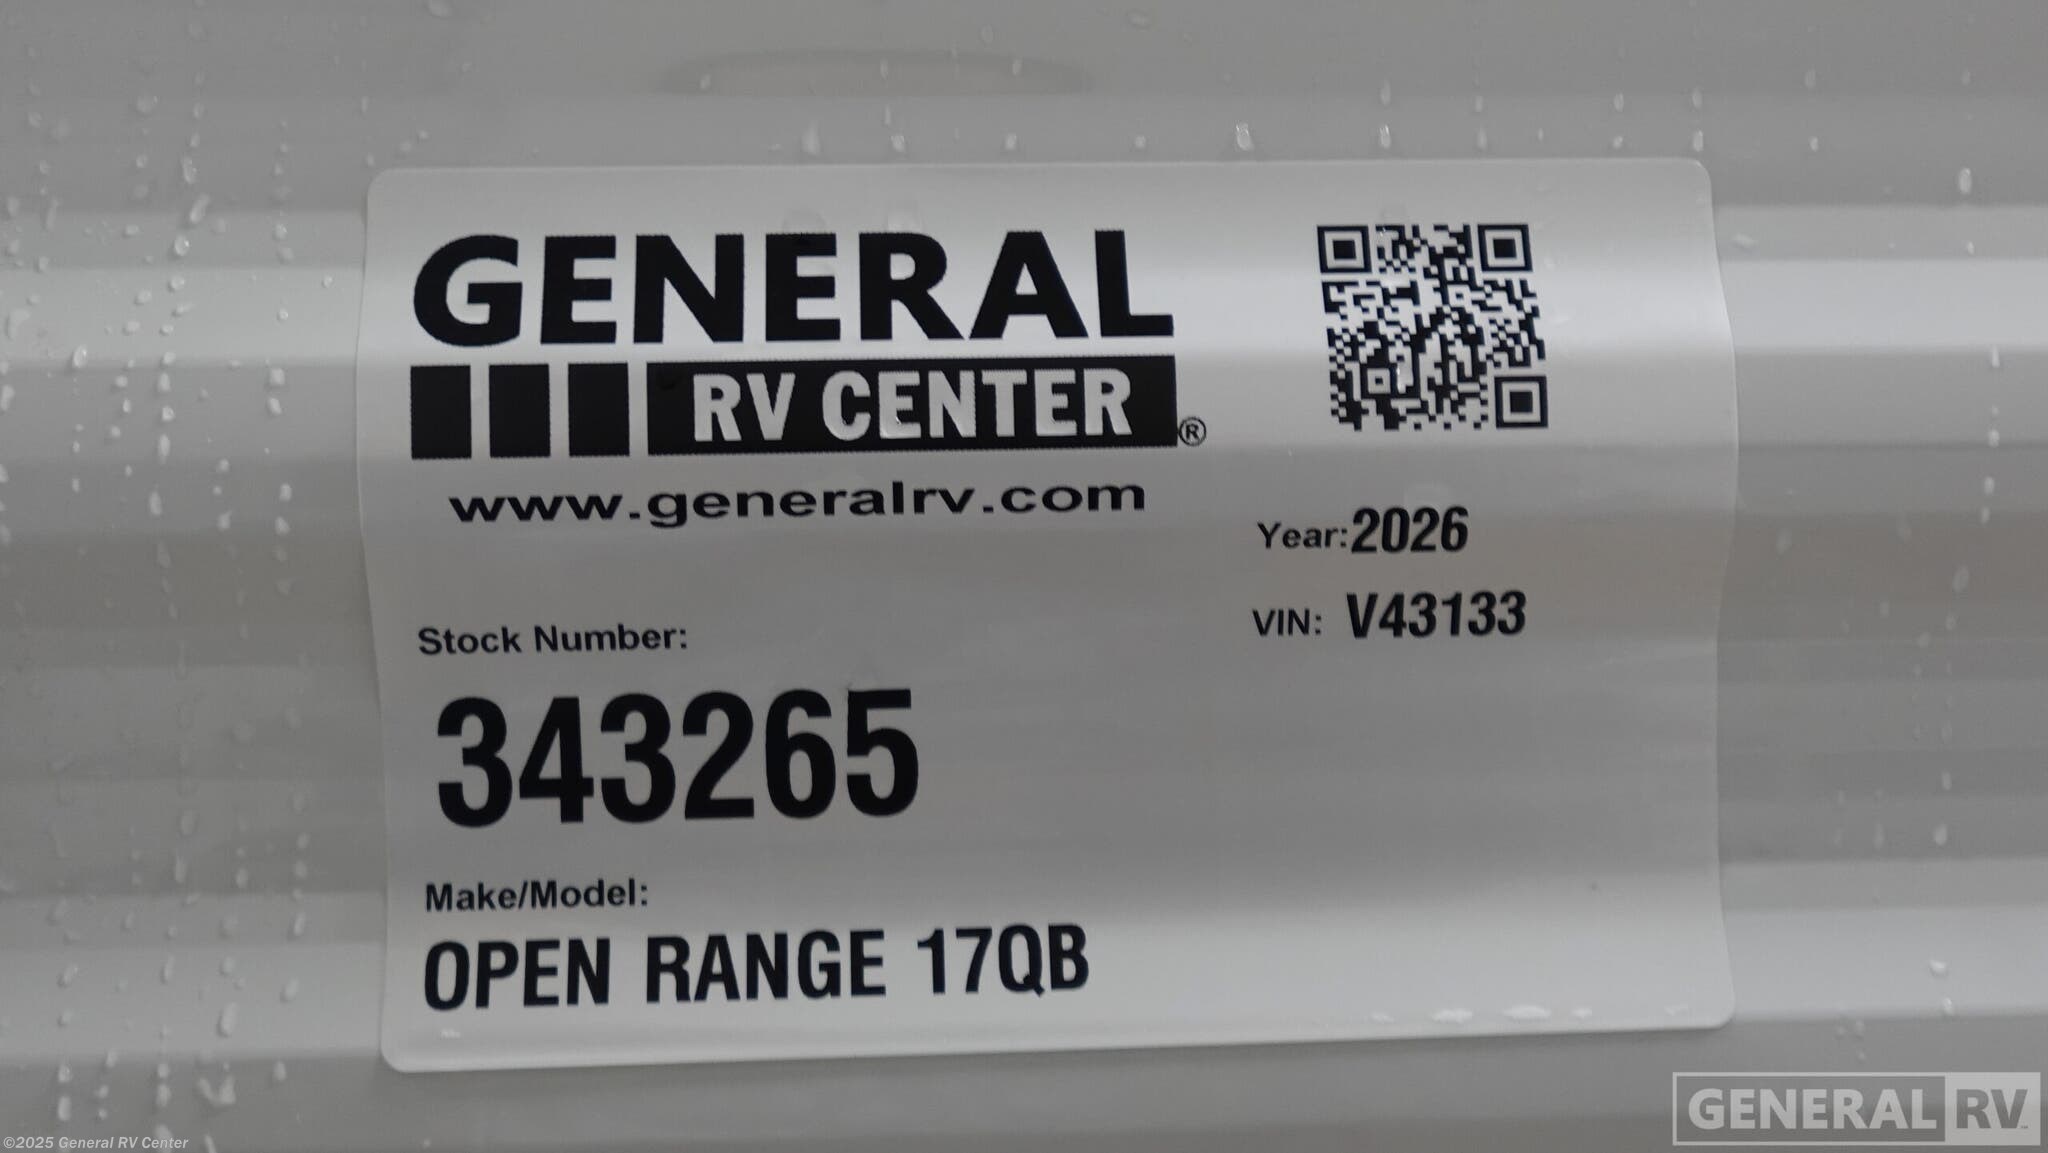 GENERAL
RV CENTER®
www.generalrv.com
Year:2026
VIN: V43133
Stock Number:
343265
Make/Model:
OPEN RANGE 17QB
GENERAL RV™
©2025 General RV Center